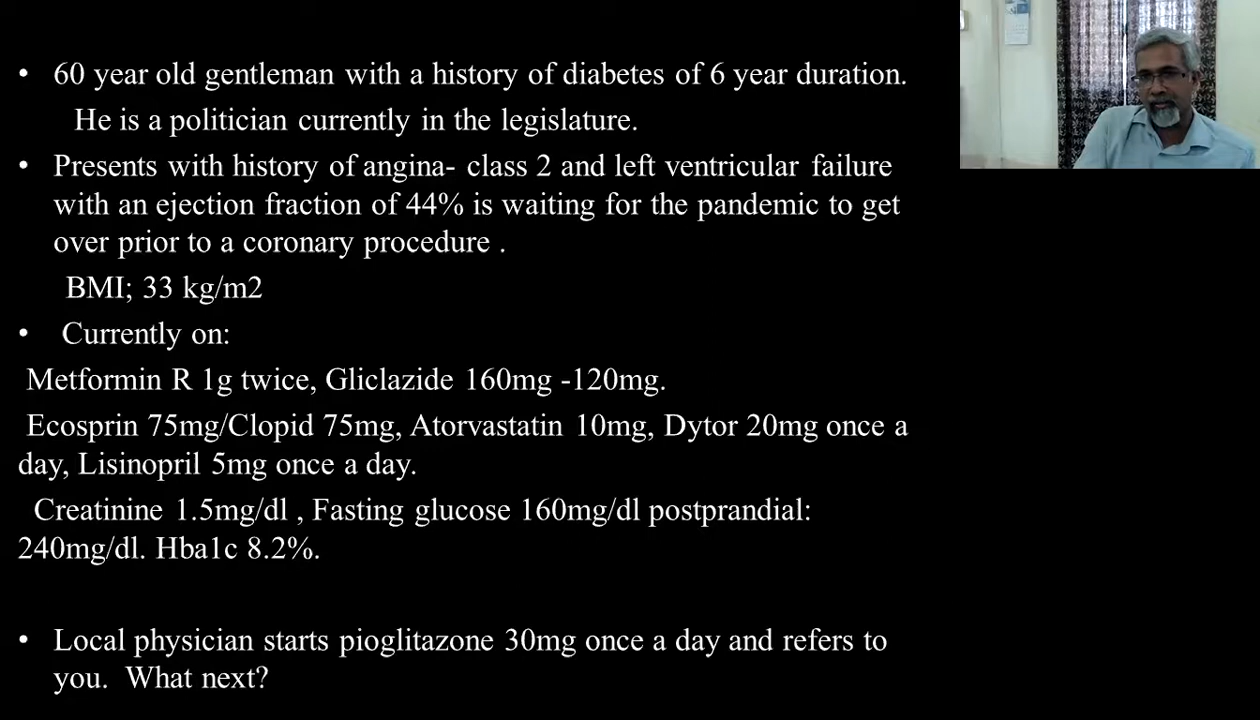 • 60 year old gentleman with a history of diabetes of 6 year duration.
He is a politician currently in the legislature.
• Presents with history of angina- class 2 and left ventricular failure
with an ejection fraction of 44% is waiting for the pandemic to get
over prior to a coronary procedure .
BMI; 33 kg/m2
• Currently on:
Metformin R 1g twice, Gliclazide 160mg -120mg.
Ecosprin 75mg/Clopid 75mg, Atorvastatin 10mg, Dytor 20mg once a
day, Lisinopril 5mg once a day.
Creatinine 1.5mg/dl , Fasting glucose 160mg/dl postprandial:
240mg/dl. Hba1c 8.2%.
• Local physician starts pioglitazone 30mg once a day and refers to
you. What next?